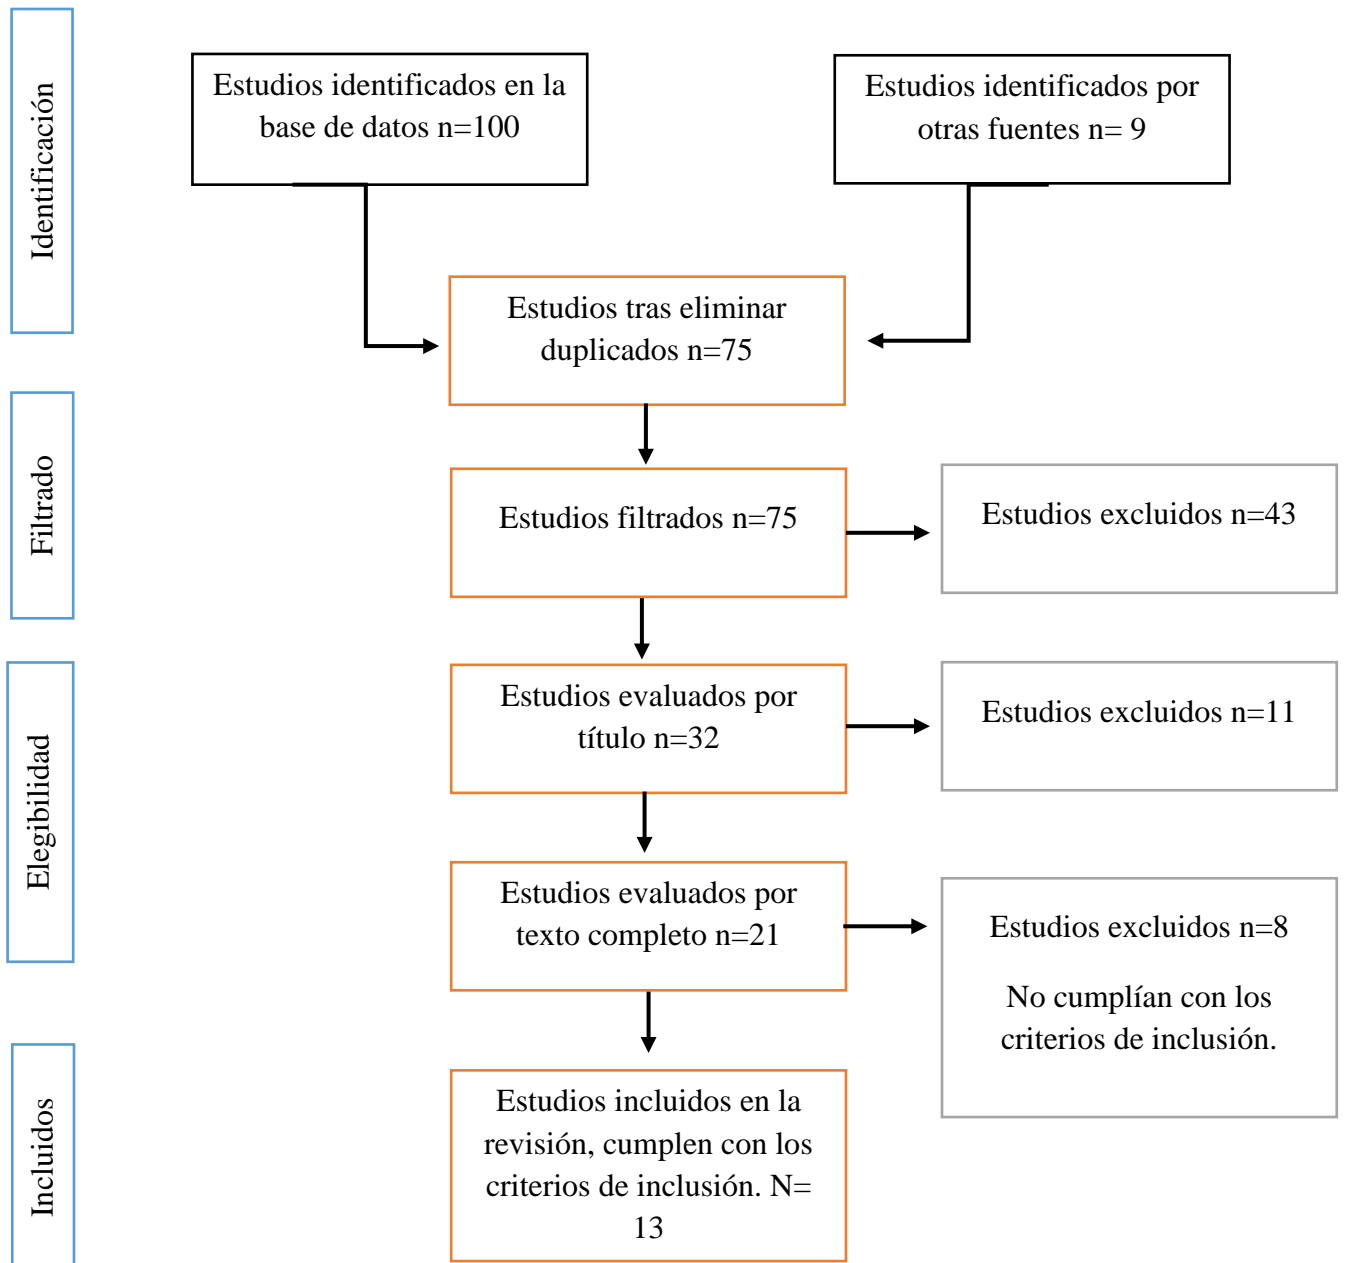 Identificación
Estudios identificados en la
base de datos n=100
Estudios identificados por
otras fuentes n= 9
Estudios tras eliminar
duplicados n=75
Filtrado
Estudios filtrados n=75
Estudios excluidos n=43
Elegibilidad
Estudios evaluados por
título n=32
Estudios excluidos n=11
Estudios evaluados por
texto completo n=21
Estudios excluidos n=8
No cumplían con los
criterios de inclusión.
Incluidos
Estudios incluidos en la
revisión, cumplen con los
criterios de inclusión. N=
13